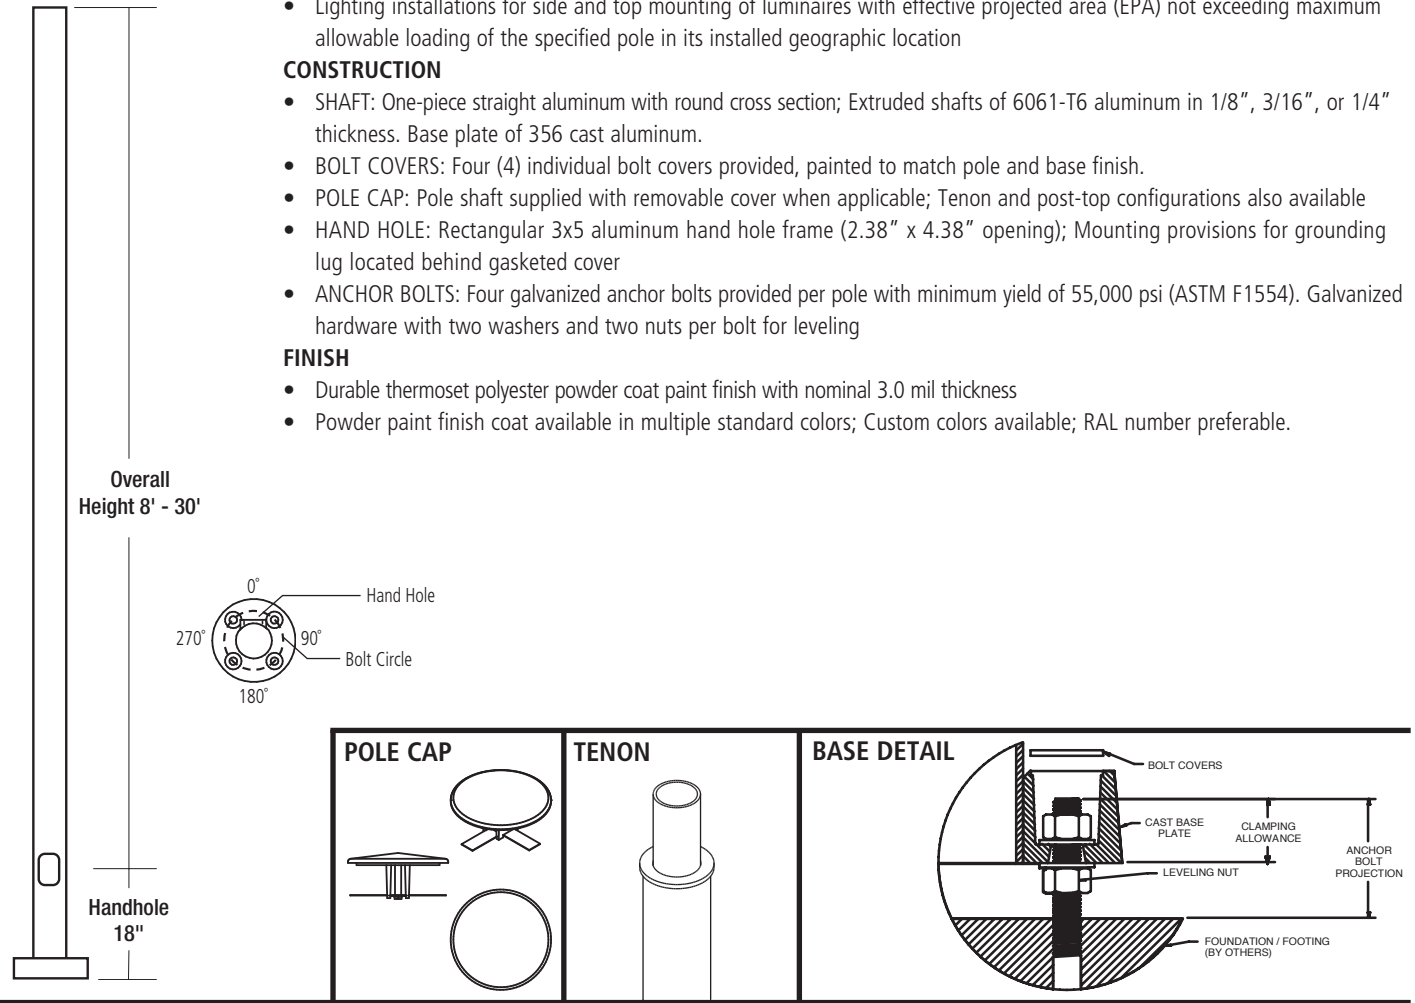 • Lighting installations for side and top mounting of luminaires with effective projected area (EPA) not exceeding maximum
allowable loading of the specified pole in its installed geographic location
CONSTRUCTION
• SHAFT: One-piece straight aluminum with round cross section; Extruded shafts of 6061-T6 aluminum in 1/8″, 3/16″, or 1/4″
thickness. Base plate of 356 cast aluminum.
• BOLT COVERS: Four (4) individual bolt covers provided, painted to match pole and base finish.
• POLE CAP: Pole shaft supplied with removable cover when applicable; Tenon and post-top configurations also available
• HAND HOLE: Rectangular 3x5 aluminum hand hole frame (2.38″ x 4.38″ opening); Mounting provisions for grounding
lug located behind gasketed cover
• ANCHOR BOLTS: Four galvanized anchor bolts provided per pole with minimum yield of 55,000 psi (ASTM F1554). Galvanized
hardware with two washers and two nuts per bolt for leveling
FINISH
• Durable thermoset polyester powder coat paint finish with nominal 3.0 mil thickness
• Powder paint finish coat available in multiple standard colors; Custom colors available; RAL number preferable.
Overall
Height 8' - 30'
0°
Hand Hole
270°
90°
Bolt Circle
180°
Handhole
18"
POLE CAP
TENON
BASE DETAIL
BOLT COVERS
CAST BASE
PLATE
CLAMPING
ALLOWANCE
ANCHOR
BOLT
PROJECTION
LEVELING NUT
FOUNDATION / FOOTING
(BY OTHERS)